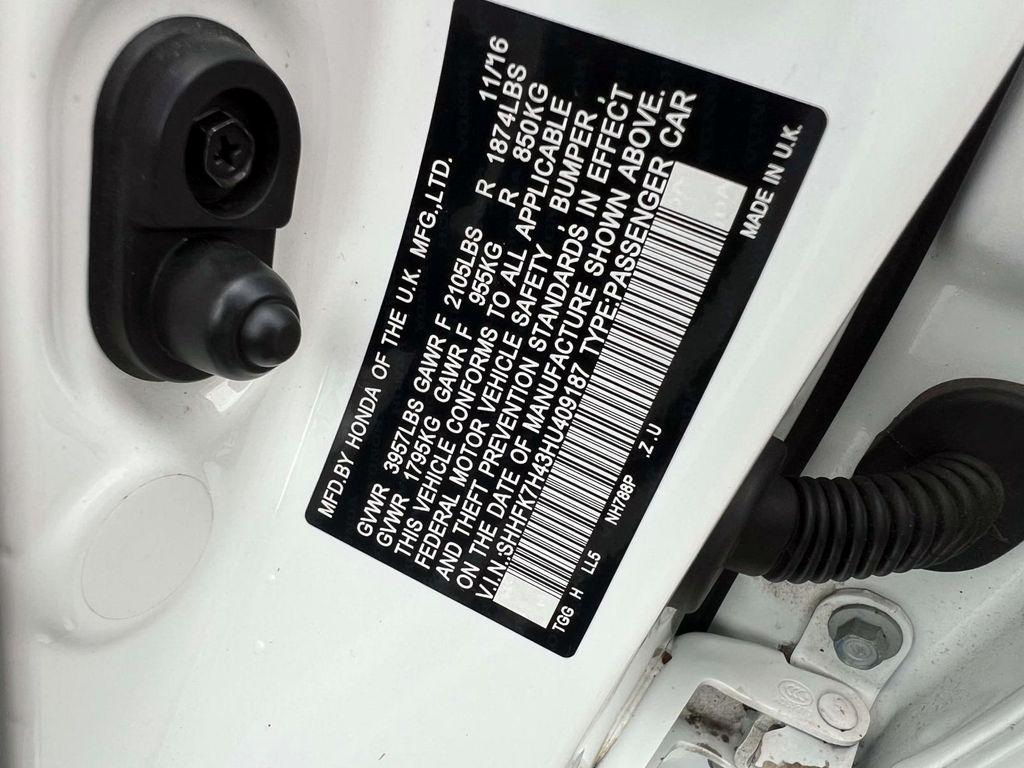 MFD.BY HONDA OF THE U.K. MFG.,LTD. 11/16
GVWR 3957LBS GAWR F 2105LBS R 1874LBS
GVWR 1795KG GAWR F 955KG R 850KG
THIS VEHICLE CONFORMS TO ALL APPLICABLE
FEDERAL MOTOR VEHICLE SAFETY, BUMPER,
AND THEFT PREVENTION STANDARDS IN EFFECT
ON THE DATE OF MANUFACTURE SHOWN ABOVE.
V.I.N.:SHHFK7H43HU409187 TYPE:PASSENGER CAR
TGG H LL5 NH788P Z.U MADE IN U.K.